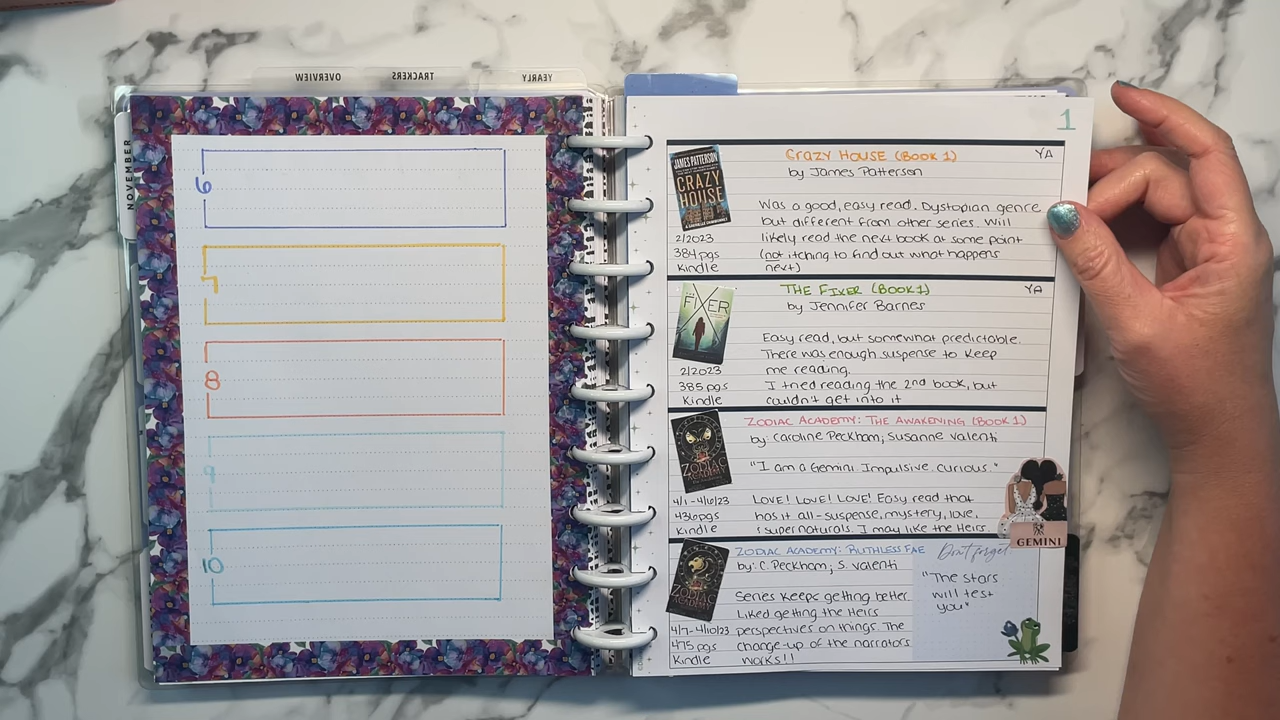 OVERVIEW
TRACKERS
YEARLY
NOVEMBER
6
7
8
9
10
1
JAMES PATTERSON
CRAZY
HOUSE
Crazy House (Book 1)
YA
by James Patterson
Was a good, easy read. Dystopian genre
but different from other series. Will
2/2023
likely read the next book at some point
384 pgs
(not itching to find out what happens
Kindle
next)
FIXER
The Fixer (Book 1)
YA
by Jennifer Barnes
Easy read, but somewhat predictable.
There was enough suspense to keep
2/2023
me reading.
385 pgs
I tried reading the 2nd book, but
Kindle
couldn't get into it
ZODIAC
ACADEMY
Zodiac Academy: The Awakening (Book 1)
by: Caroline Peckham, Susanne Valenti
"I am a Gemini. Impulsive. Curious."
4/1-4/6/23
LOVE! LOVE! LOVE! Easy read that
436pgs
has it all-suspense, mystery, love,
Kindle
& supernaturals. I may like the Heirs.
GEMINI
ZODIAC
ACADEMY
Zodiac Academy: Ruthless Fae
by: C. Peckham, S. Valenti
Series keeps getting better.
Liked getting the Heirs
4/7-4/10/23
perspectives on things. The
475 pgs
change-up of the narrators
Kindle
works!!
Don't forget
"The stars
will test
you"